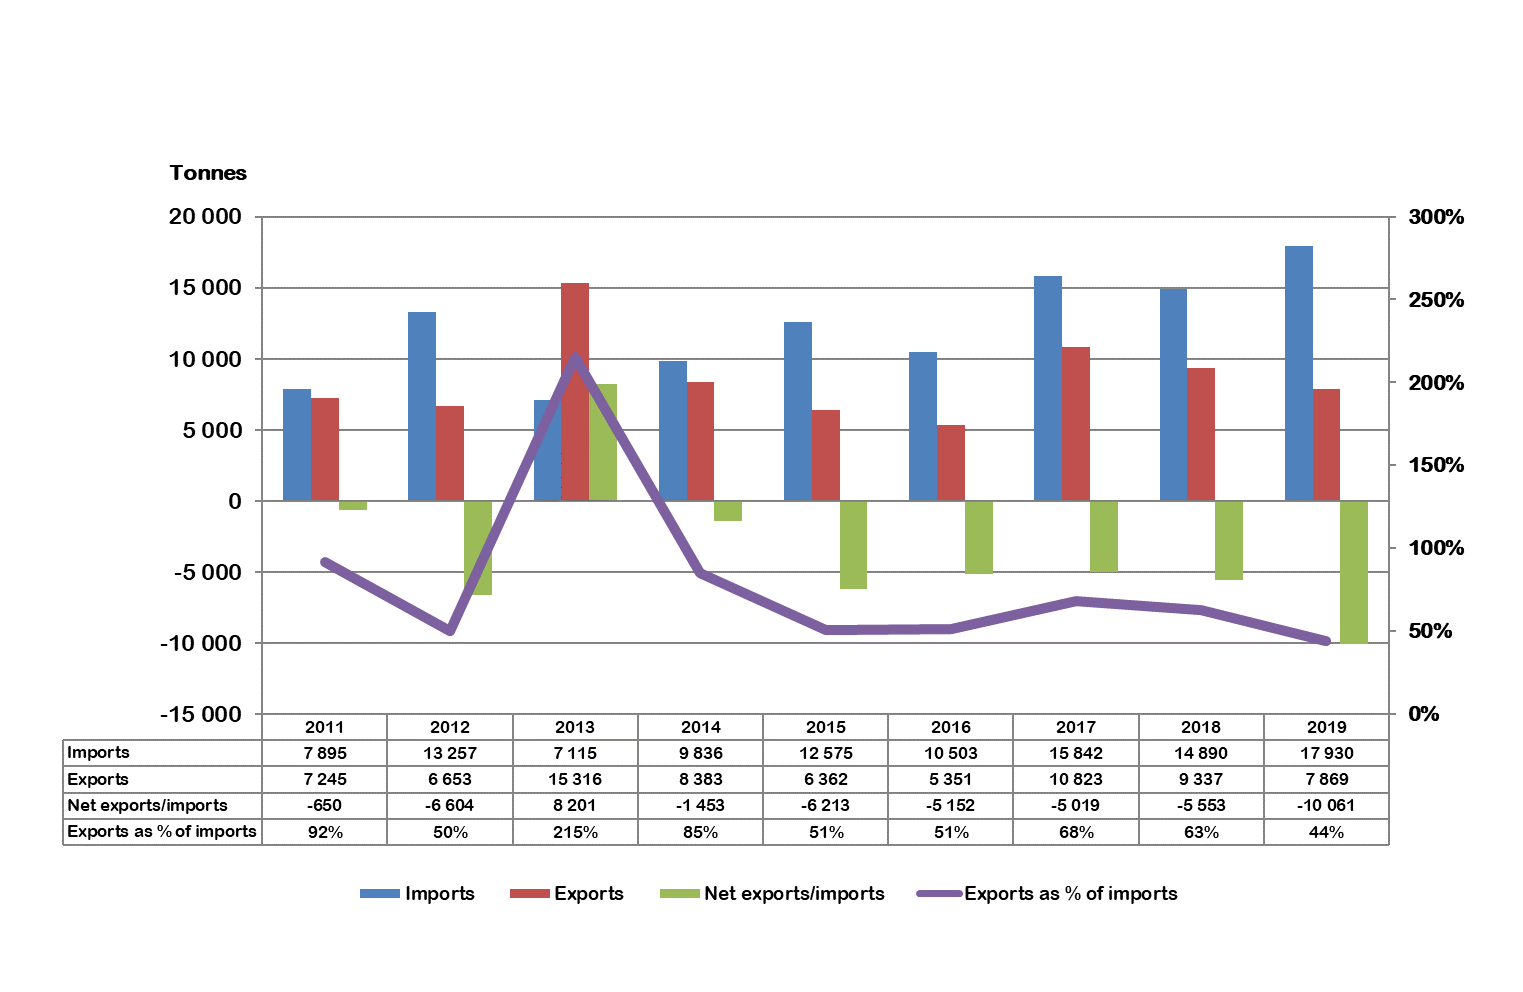 Tonnes
20 000
300%
15 000
250%
10 000
200%
5 000
150%
0
100%
-5 000
50%
-10 000
0%
-15 000
2011 2012 2013 2014 2015 2016 2017 2018 2019
Imports 7 895 13 257 7 115 9 836 12 575 10 503 15 842 14 890 17 930
Exports 7 245 6 653 15 316 8 383 6 362 5 351 10 823 9 337 7 869
Net exports/imports -650 -6 604 8 201 -1 453 -6 213 -5 152 -5 019 -5 553 -10 061
Exports as % of imports 92% 50% 215% 85% 51% 51% 68% 63% 44%
Imports Exports Net exports/imports Exports as % of imports